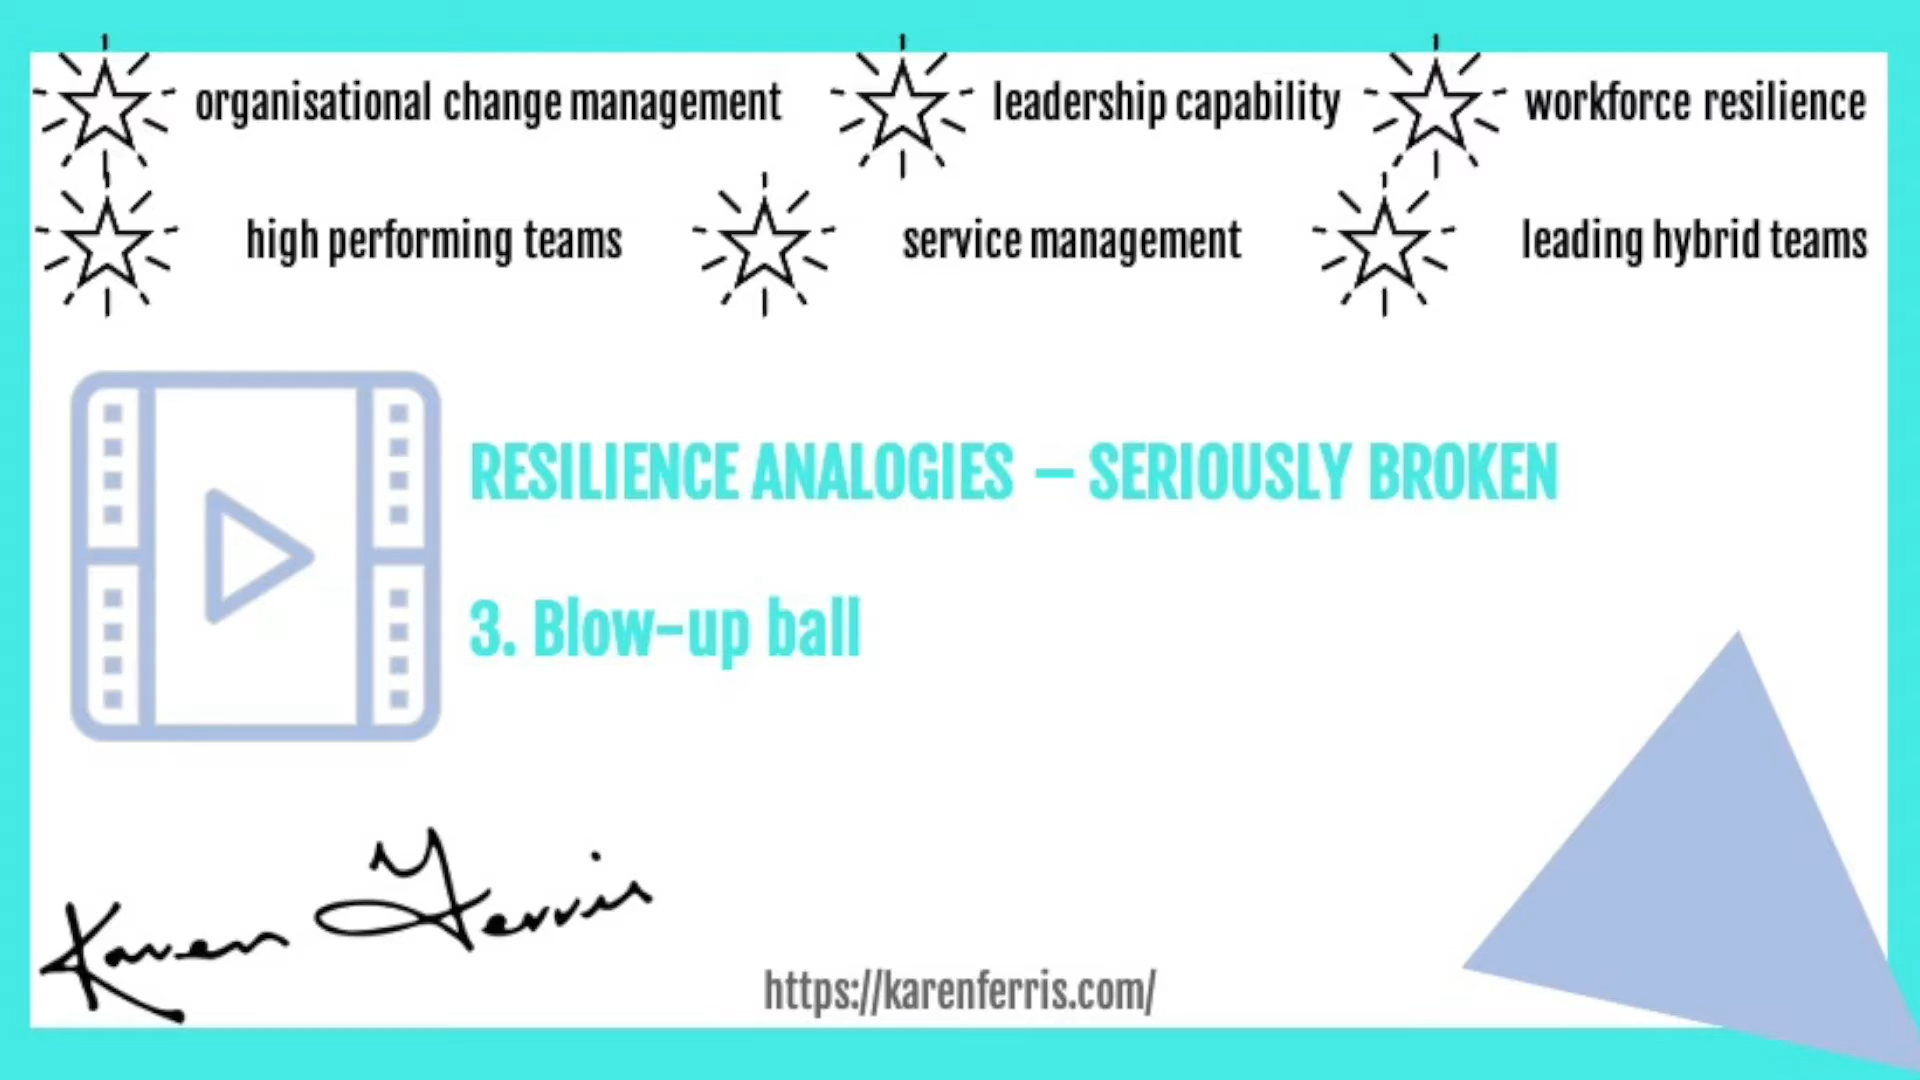 organisational change management leadership capability workforce resilience
high performing teams service management leading hybrid teams
RESILIENCE ANALOGIES – SERIOUSLY BROKEN
3. Blow-up ball
Karen Ferris
https://karenferris.com/